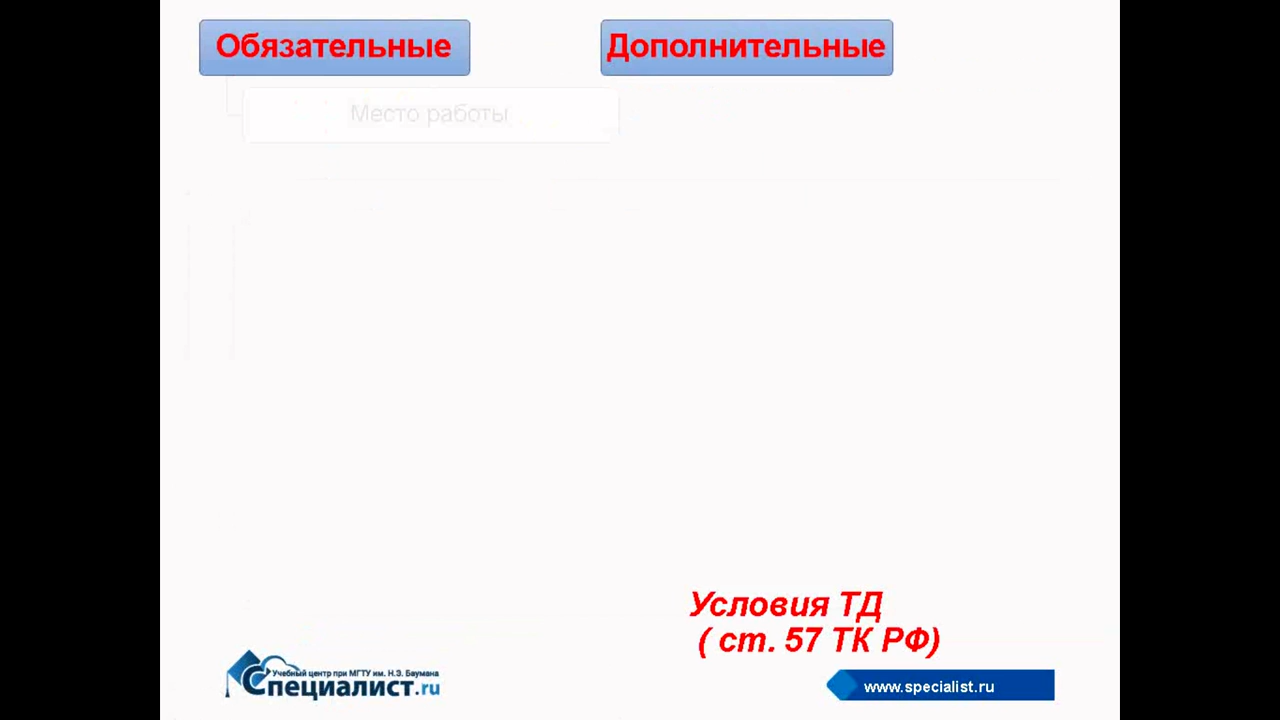 Обязательные
Дополнительные
Место работы
Условия ТД
( ст. 57 ТК РФ)
Учебный центр при МГТУ им. Н.Э. Баумана
Специалист.ru
www.specialist.ru